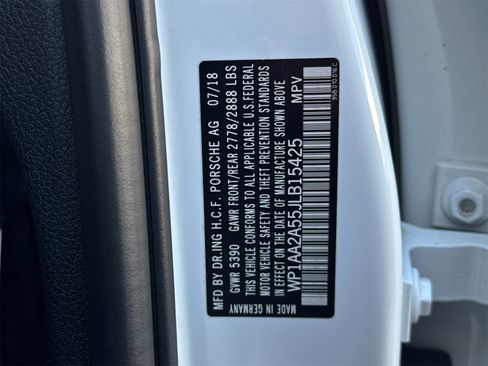 MFD BY DR.ING H.C.F. PORSCHE AG 07/18
GVWR 5390 GAWR FRONT/REAR 2778/2888 LBS
THIS VEHICLE CONFORMS TO ALL APPLICABLE U.S.FEDERAL
MOTOR VEHICLE SAFETY AND THEFT PREVENTION STANDARDS
IN EFFECT ON THE DATE OF MANUFACTURE SHOWN ABOVE
WP1AA2A55JLB15425 MPV
MADE IN GERMANY